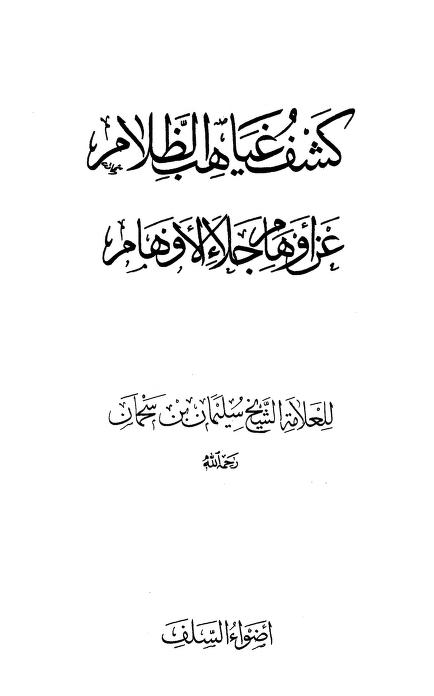 كشف غياهب الظلام
عن أوهام جلاء الأوهام
للعلامة الشيخ سليمان بن سحمان
رحمه الله
أضواء السلف